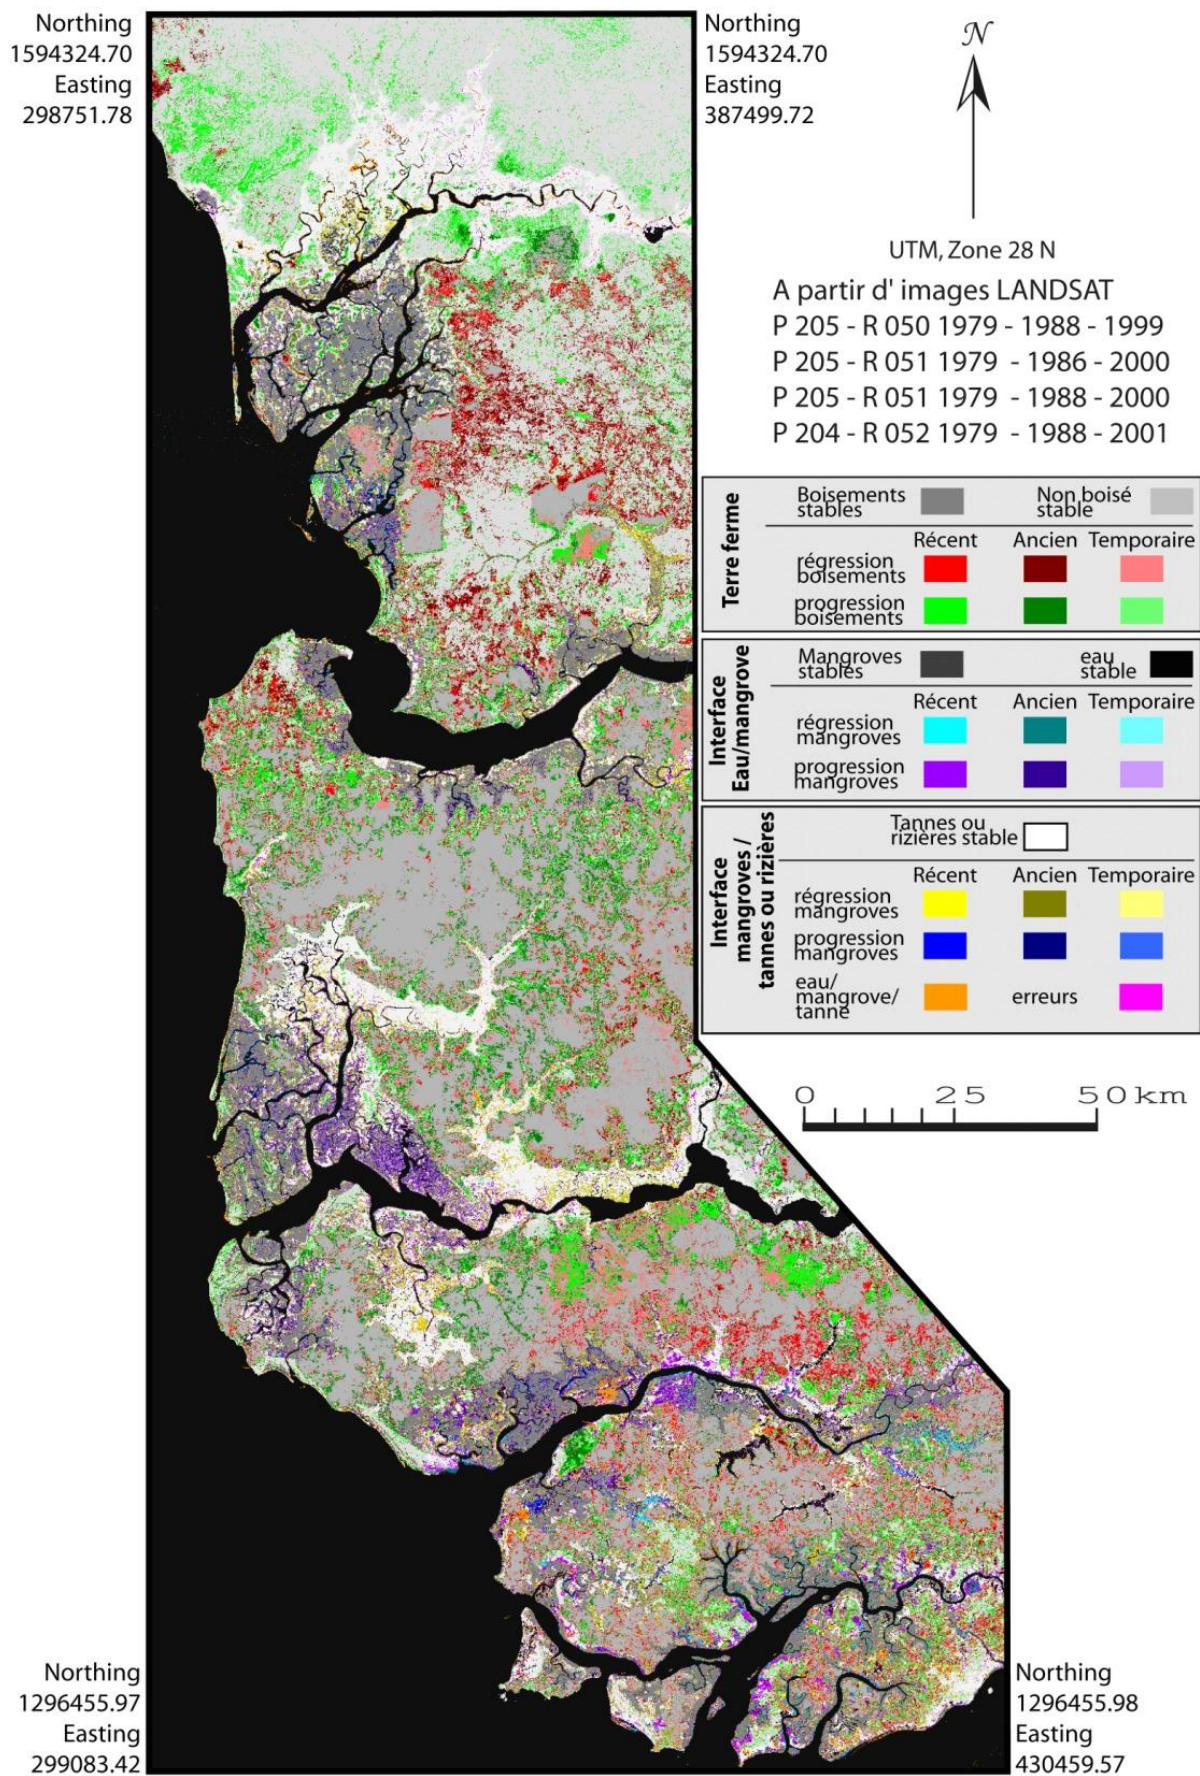 Northing
1594324.70
Easting
298751.78
Northing
1594324.70
Easting
387499.72
N
UTM, Zone 28 N
A partir d' images LANDSAT
P 205 - R 050 1979 - 1988 - 1999
P 205 - R 051 1979 - 1986 - 2000
P 205 - R 051 1979 - 1988 - 2000
P 204 - R 052 1979 - 1988 - 2001
Terre ferme
Boisements
stables
Non boisé
stable
Récent Ancien Temporaire
régression
boisements
progression
boisements
Interface
Eau/mangrove
Mangroves
stables
eau
stable
Récent Ancien Temporaire
régression
mangroves
progression
mangroves
Interface
mangroves /
tannes ou rizières
Tannes ou
rizières stable
Récent Ancien Temporaire
régression
mangroves
progression
mangroves
eau/
mangrove/
tanne
erreurs
0 25 50 km
Northing
1296455.97
Easting
299083.42
Northing
1296455.98
Easting
430459.57